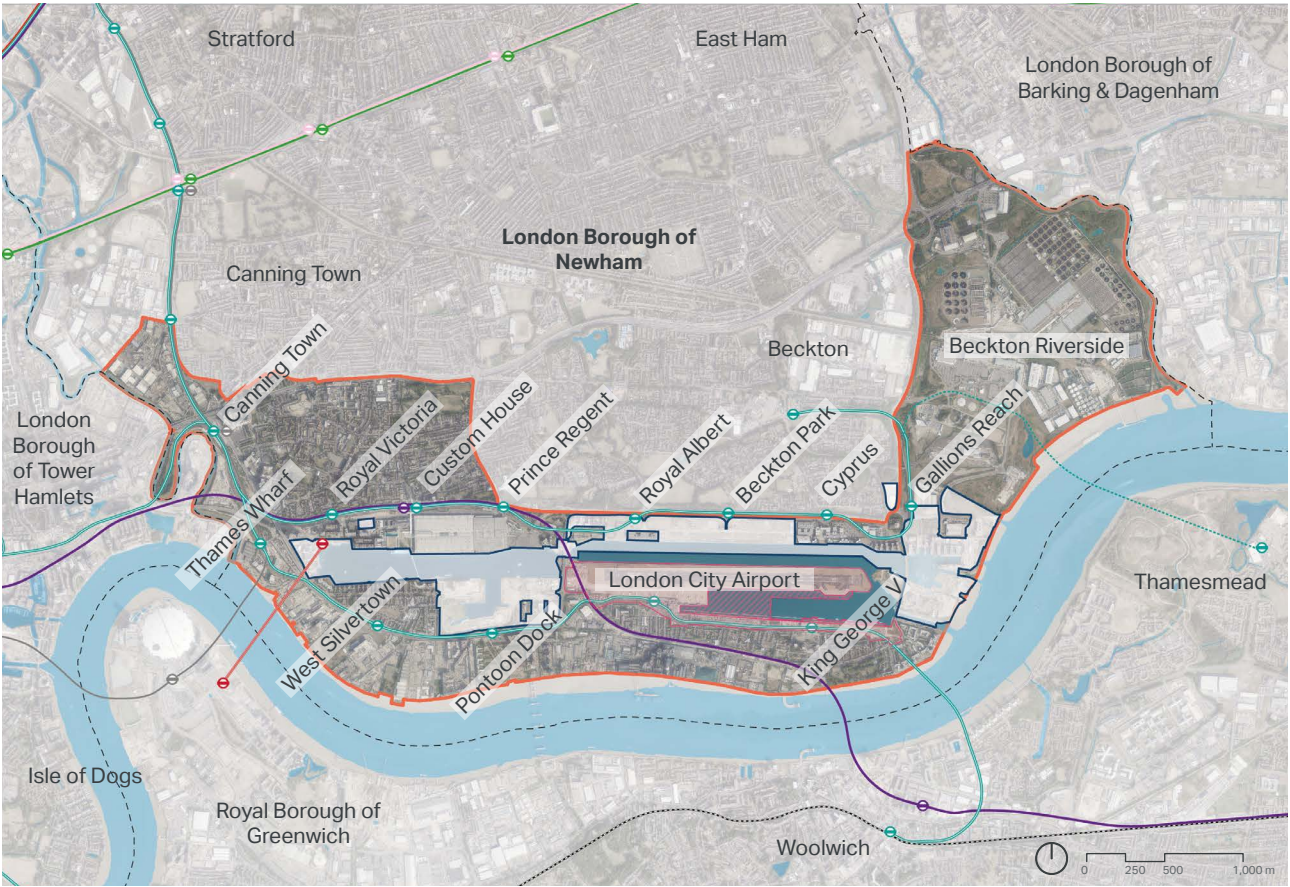 Stratford
East Ham
London Borough of
Barking & Dagenham
London Borough of
Newham
Canning Town
Beckton
Beckton Riverside
Canning Town
Royal Victoria
Custom House
Prince Regent
Royal Albert
Beckton Park
Cyprus
Gallions Reach
London
Borough
of Tower
Hamlets
Thames Wharf
West Silvertown
Pontoon Dock
London City Airport
King George V
Thamesmead
Isle of Dogs
Royal Borough of
Greenwich
Woolwich
0 250 500 1,000 m